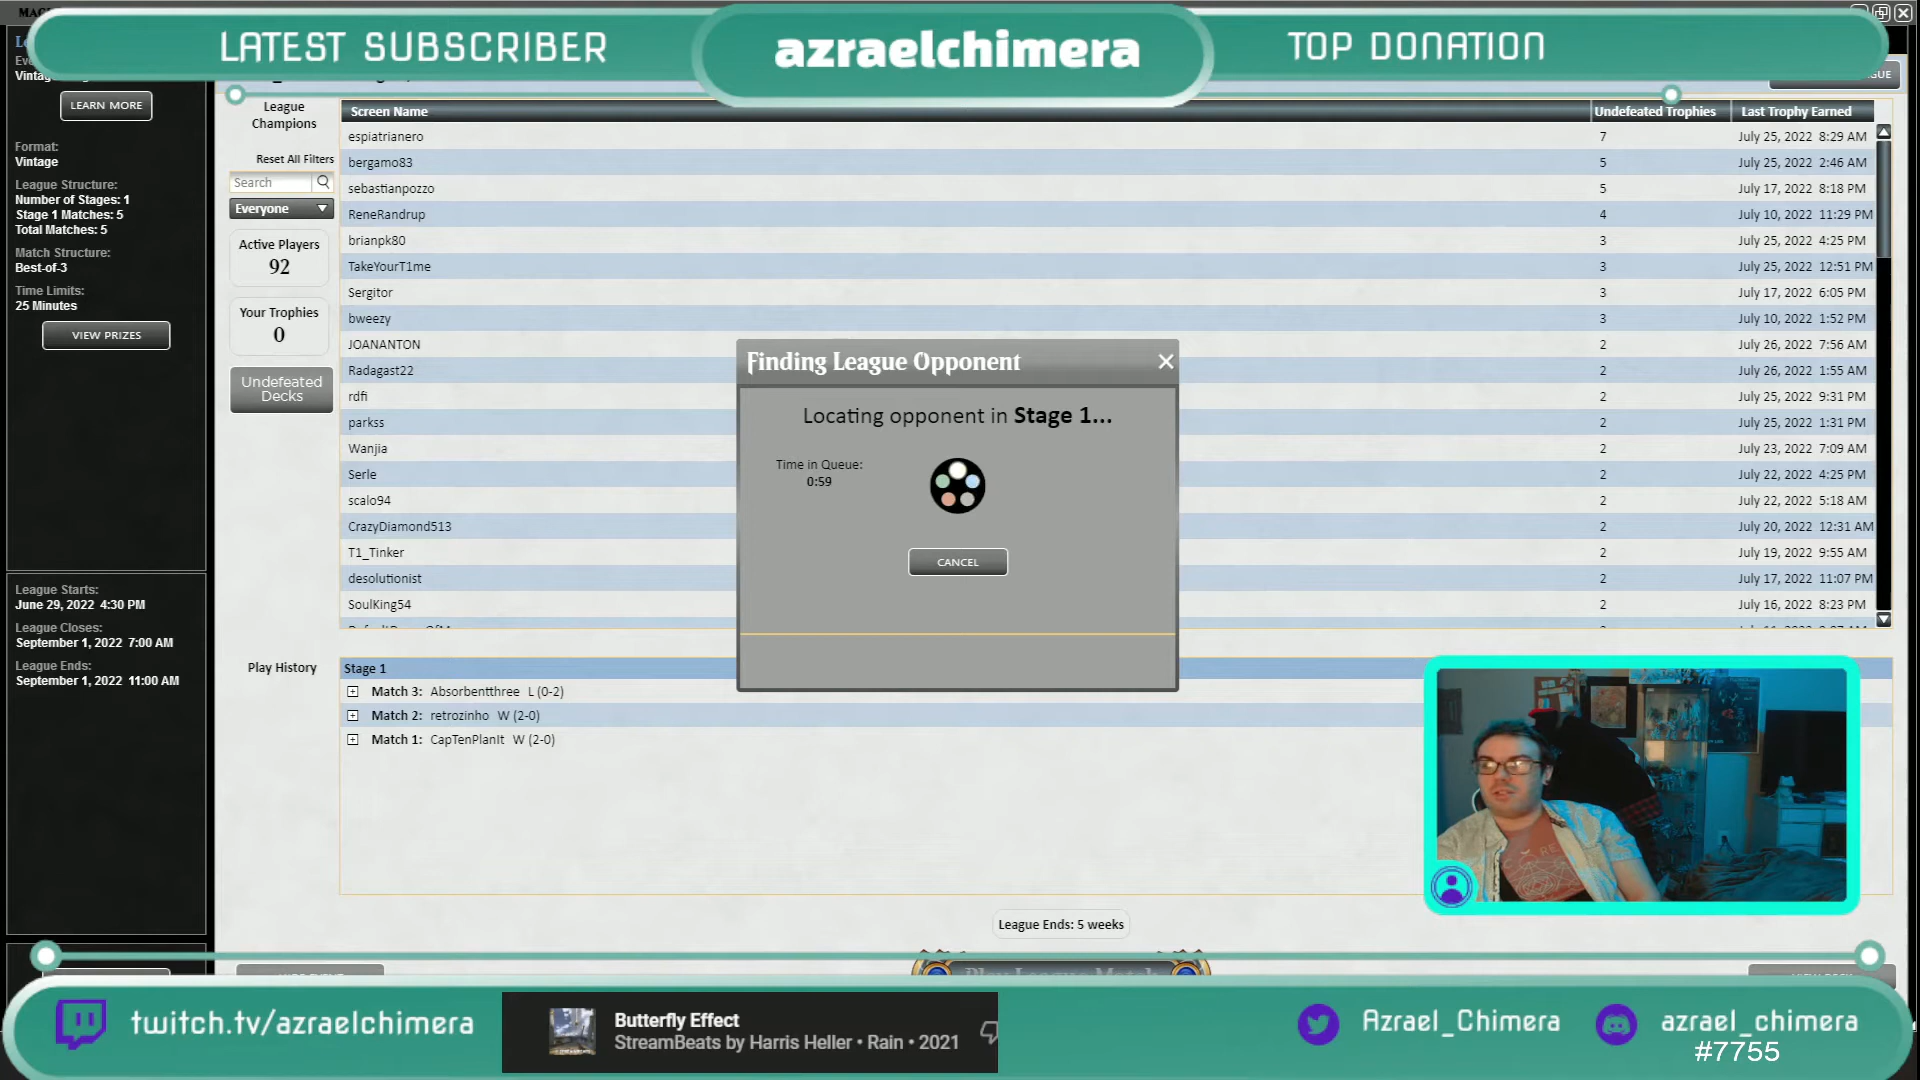 LATEST SUBSCRIBER
azraelchimera
TOP DONATION
LEARN MORE
Format:
Vintage
League Structure:
Number of Stages: 1
Stage 1 Matches: 5
Total Matches: 5
Match Structure:
Best-of-3
Time Limits:
25 Minutes
VIEW PRIZES
League Starts:
June 29, 2022 4:30 PM
League Closes:
September 1, 2022 7:00 AM
League Ends:
September 1, 2022 11:00 AM
League
Champions
Reset All Filters
Search
Everyone
Active Players
92
Your Trophies
0
Undefeated
Decks
Screen Name Undefeated Trophies Last Trophy Earned
espiatrianero 7 July 25, 2022 8:29 AM
bergamo83 5 July 25, 2022 2:46 AM
sebastianpozzo 5 July 17, 2022 8:18 PM
ReneRandrup 4 July 10, 2022 11:29 PM
brianpk80 3 July 25, 2022 4:25 PM
TakeYourT1me 3 July 25, 2022 12:51 PM
Sergitor 3 July 17, 2022 6:05 PM
bweezy 3 July 10, 2022 1:52 PM
JOANANTON 2 July 26, 2022 7:56 AM
Radagast22 2 July 26, 2022 1:55 AM
rdfi 2 July 25, 2022 9:31 PM
parkss 2 July 25, 2022 1:31 PM
Wanjia 2 July 23, 2022 7:09 AM
Serle 2 July 22, 2022 4:25 PM
scalo94 2 July 22, 2022 5:18 AM
CrazyDiamond513 2 July 20, 2022 12:31 AM
T1_Tinker 2 July 19, 2022 9:55 AM
desolutionist 2 July 17, 2022 11:07 PM
SoulKing54 2 July 16, 2022 8:23 PM
Finding League Opponent
Locating opponent in Stage 1...
Time in Queue:
0:59
CANCEL
Play History
Stage 1
Match 3: Absorbentthree L (0-2)
Match 2: retrozinho W (2-0)
Match 1: CapTenPlanIt W (2-0)
League Ends: 5 weeks
Play League Match
twitch.tv/azraelchimera
Butterfly Effect
StreamBeats by Harris Heller • Rain • 2021
Azrael_Chimera
azrael_chimera
#7755